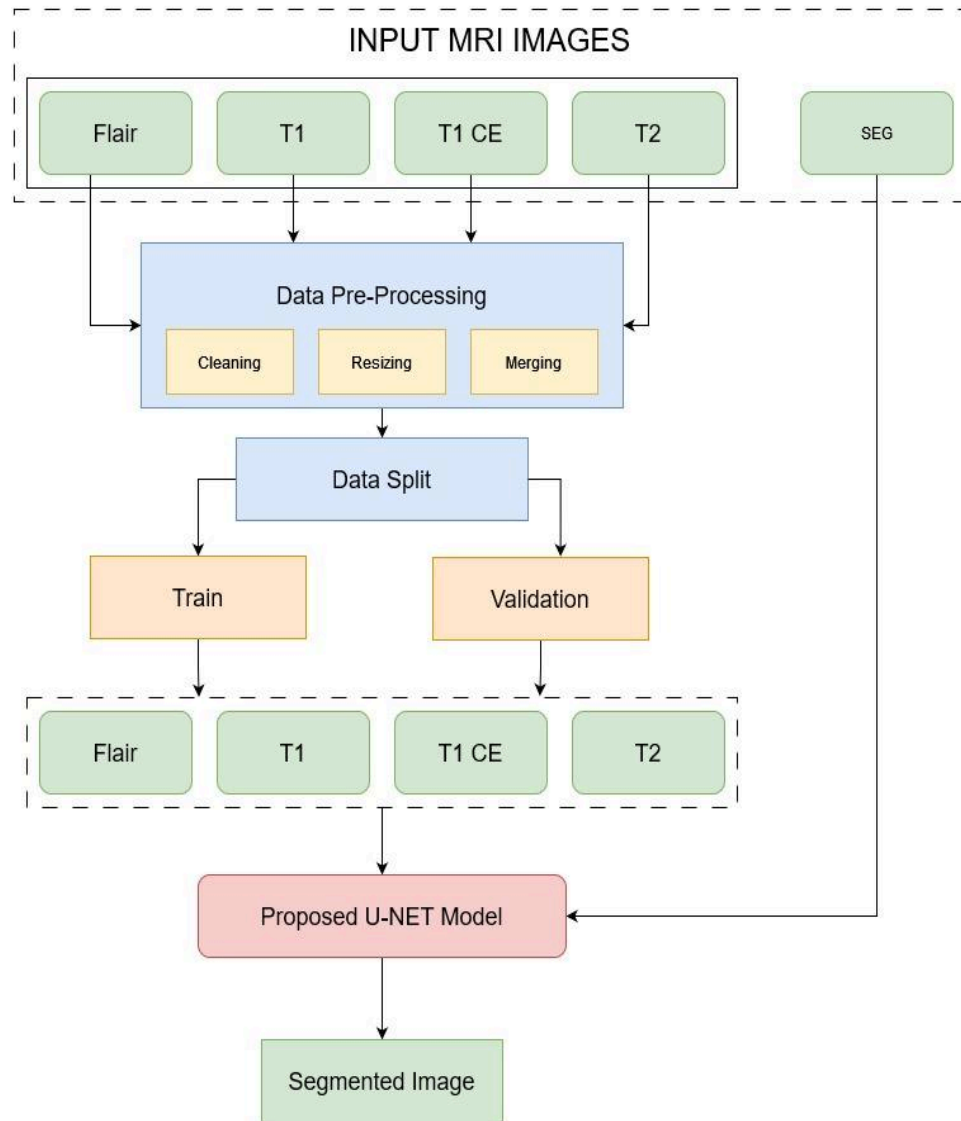 INPUT MRI IMAGES
Flair
T1
T1 CE
T2
SEG
Data Pre-Processing
Cleaning
Resizing
Merging
Data Split
Train
Validation
Flair
T1
T1 CE
T2
Proposed U-NET Model
Segmented Image